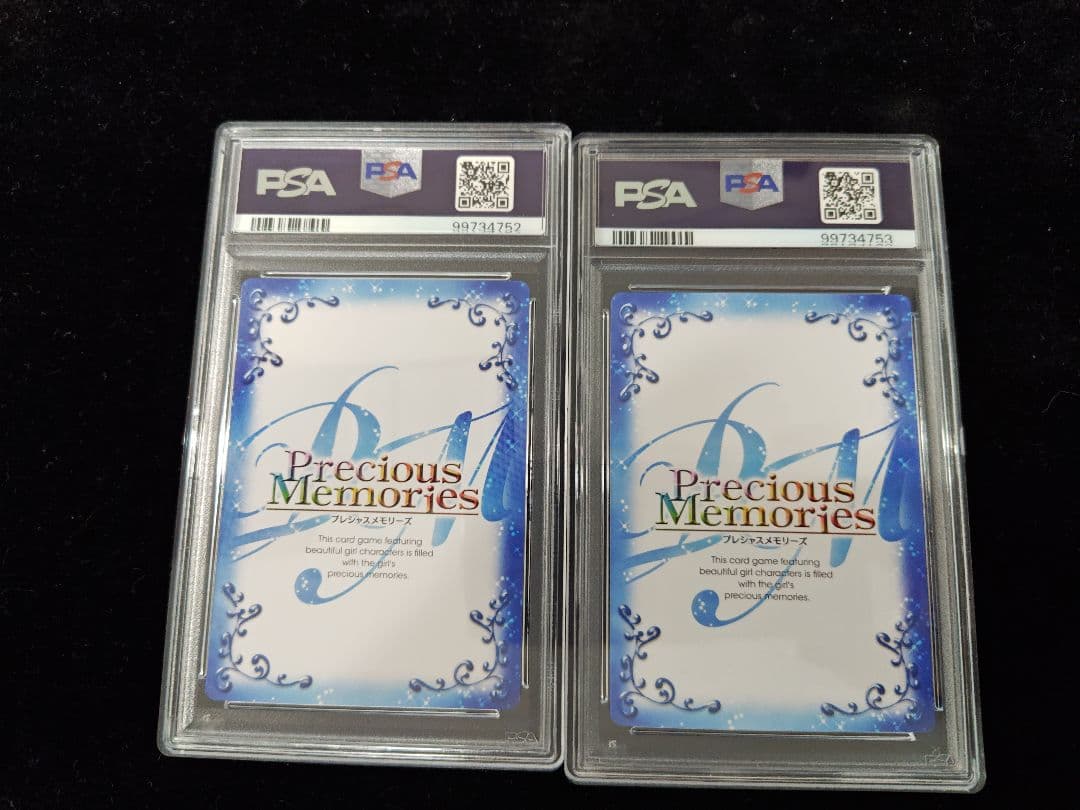 PSA
PSA
99734752
Precious
Memories
プレシャスメモリーズ
This card game featuring
beautiful girl characters is filled
with the girl's
precious memories.
PSA
PSA
PSA
99734753
Precious
Memories
プレシャスメモリーズ
This card game featuring
beautiful girl characters is filled
with the girl's
precious memories.
PSA